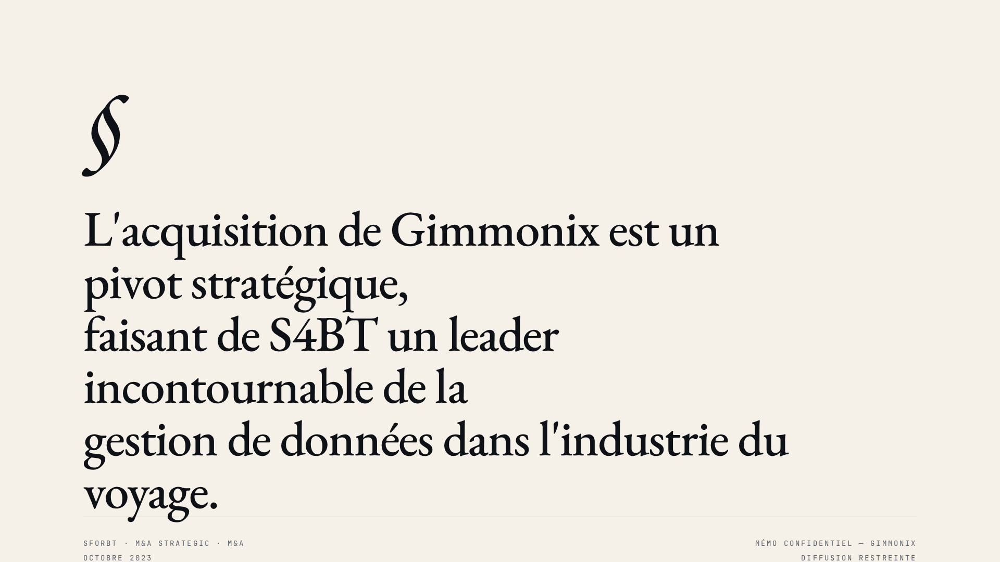 §
L'acquisition de Gimmonix est un
pivot stratégique,
faisant de S4BT un leader
incontournable de la
gestion de données dans l'industrie du
voyage.
SFORBT · M&A STRATEGIC · M&A
OCTOBRE 2023
MÉMO CONFIDENTIEL — GIMMONIX
DIFFUSION RESTREINTE